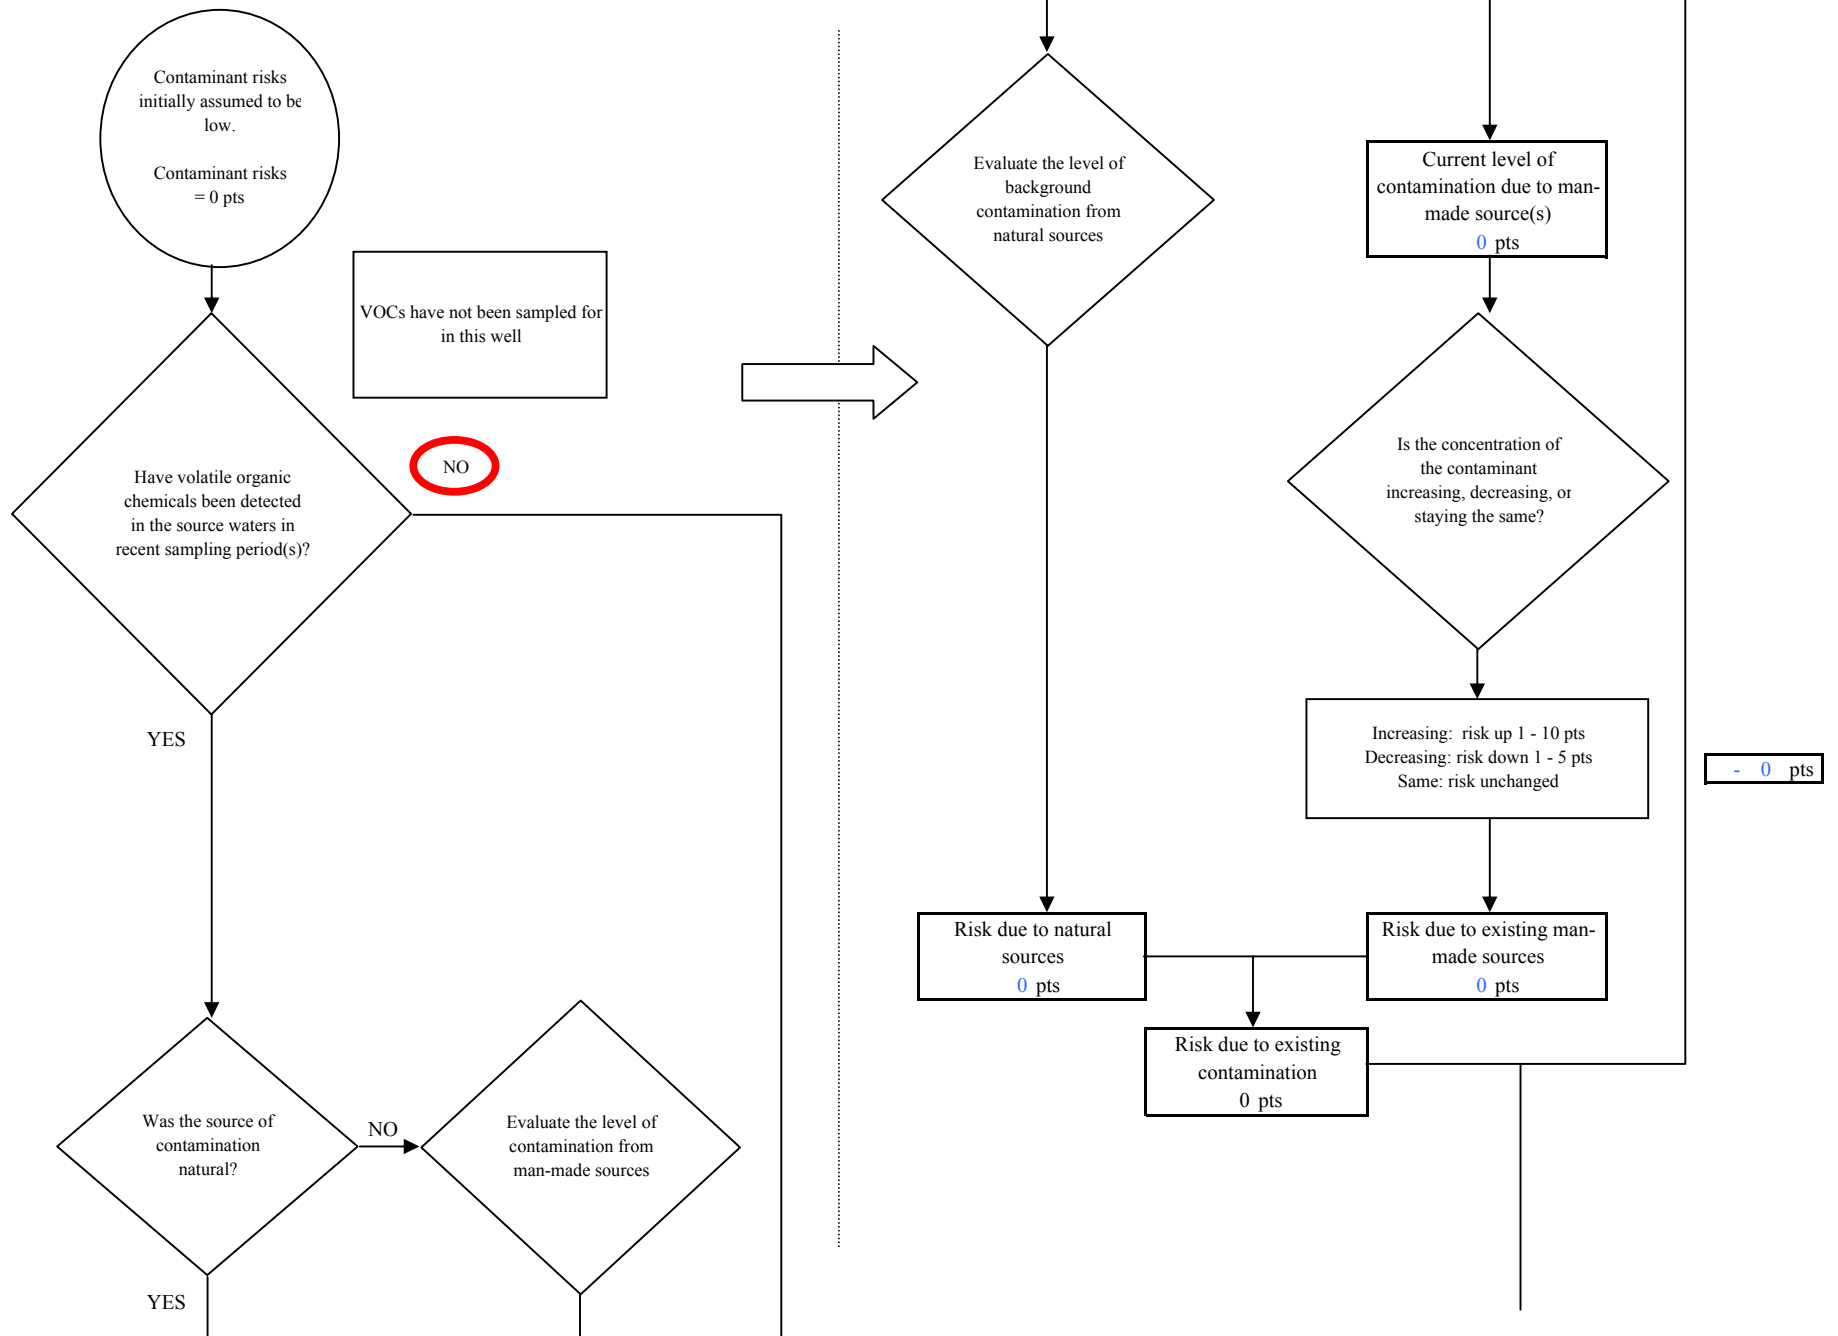 Contaminant risks
initially assumed to be
low.
Contaminant risks
= 0 pts
VOCs have not been sampled for
in this well
NO
Have volatile organic
chemicals been detected
in the source waters in
recent sampling period(s)?
YES
Was the source of
contamination
natural?
NO
Evaluate the level of
contamination from
man-made sources
YES
Evaluate the level of
background
contamination from
natural sources
Current level of
contamination due to man-
made source(s)
0 pts
Is the concentration of
the contaminant
increasing, decreasing, or
staying the same?
Increasing: risk up 1 - 10 pts
Decreasing: risk down 1 - 5 pts
Same: risk unchanged
- 0 pts
Risk due to natural
sources
0 pts
Risk due to existing man-
made sources
0 pts
Risk due to existing
contamination
0 pts